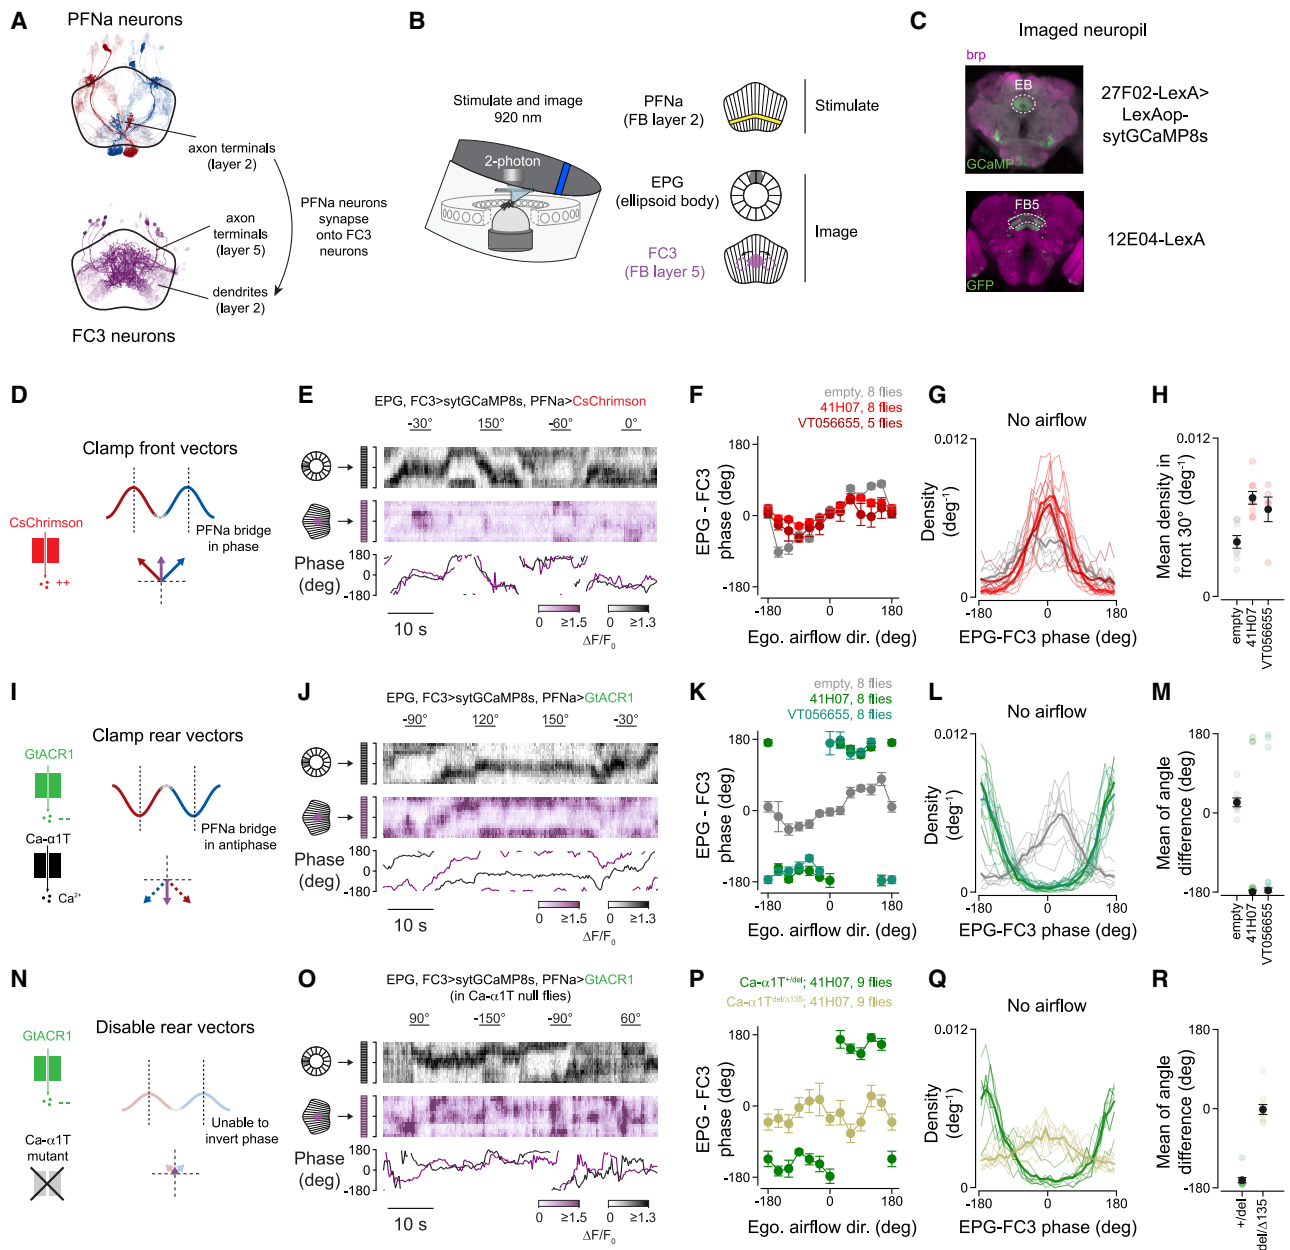 A
PFNa neurons
axon terminals
(layer 2)
axon
terminals
(layer 5)
PFNa neurons
synapse
onto FC3
neurons
dendrites
(layer 2)
FC3 neurons
B
Stimulate and image
920 nm
2-photon
PFNa
(FB layer 2)
Stimulate
EPG
(ellipsoid body)
Image
FC3
(FB layer 5)
C
Imaged neuropil
brp
EB
GCaMP
27F02-LexA>
LexAop-
sytGCaMP8s
FB5
GFP
12E04-LexA
D
Clamp front vectors
CsChrimson
++
PFNa bridge
in phase
E
EPG, FC3>sytGCaMP8s, PFNa>CsChrimson
-30° 150° -60° 0°
Phase
(deg)
180
0
180
10 s
0 ≥1.5 0 ≥1.3
ΔF/F0
F
empty, 8 flies
41H07, 8 flies
VT056655, 5 flies
EPG - FC3
phase (deg)
180
0
-180
-180 0 180
Ego. airflow dir. (deg)
G
No airflow
Density
(deg-1)
0.012
0
-180 0 180
EPG-FC3 phase (deg)
H
Mean density in
front 30° (deg-1)
0.012
0
empty
41H07
VT056655
I
Clamp rear vectors
GtACR1
Ca-α1T
Ca2+
PFNa bridge
in antiphase
J
EPG, FC3>sytGCaMP8s, PFNa>GtACR1
-90° 120° 150° -30°
Phase
(deg)
180
0
180
10 s
0 ≥1.5 0 ≥1.3
ΔF/F0
K
empty, 8 flies
41H07, 8 flies
VT056655, 8 flies
EPG - FC3
phase (deg)
180
0
-180
-180 0 180
Ego. airflow dir. (deg)
L
No airflow
Density
(deg-1)
0.012
0
-180 0 180
EPG-FC3 phase (deg)
M
Mean of angle
difference (deg)
180
0
-180
empty
41H07
VT056655
N
Disable rear vectors
GtACR1
Ca-α1T
mutant
Unable to
invert phase
O
EPG, FC3>sytGCaMP8s, PFNa>GtACR1
(in Ca-α1T null flies)
90° -150° -90° 60°
Phase
(deg)
180
0
180
10 s
0 ≥1.5 0 ≥1.3
ΔF/F0
P
Ca-α1T+/del; 41H07, 9 flies
Ca-α1Tdel/Δ135; 41H07, 9 flies
EPG - FC3
phase (deg)
180
0
-180
-180 0 180
Ego. airflow dir. (deg)
Q
No airflow
Density
(deg-1)
0.012
0
-180 0 180
EPG-FC3 phase (deg)
R
Mean of angle
difference (deg)
180
0
-180
+/del
del/Δ135